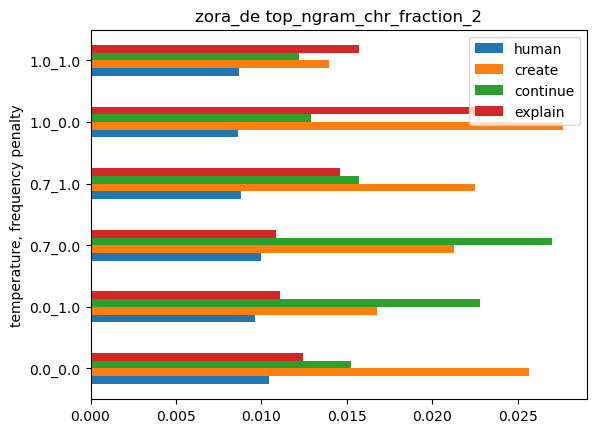 zora_de top_ngram_chr_fraction_2
temperature, frequency penalty
1.0_1.0
1.0_0.0
0.7_1.0
0.7_0.0
0.0_1.0
0.0_0.0
human
create
continue
explain
0.000 0.005 0.010 0.015 0.020 0.025